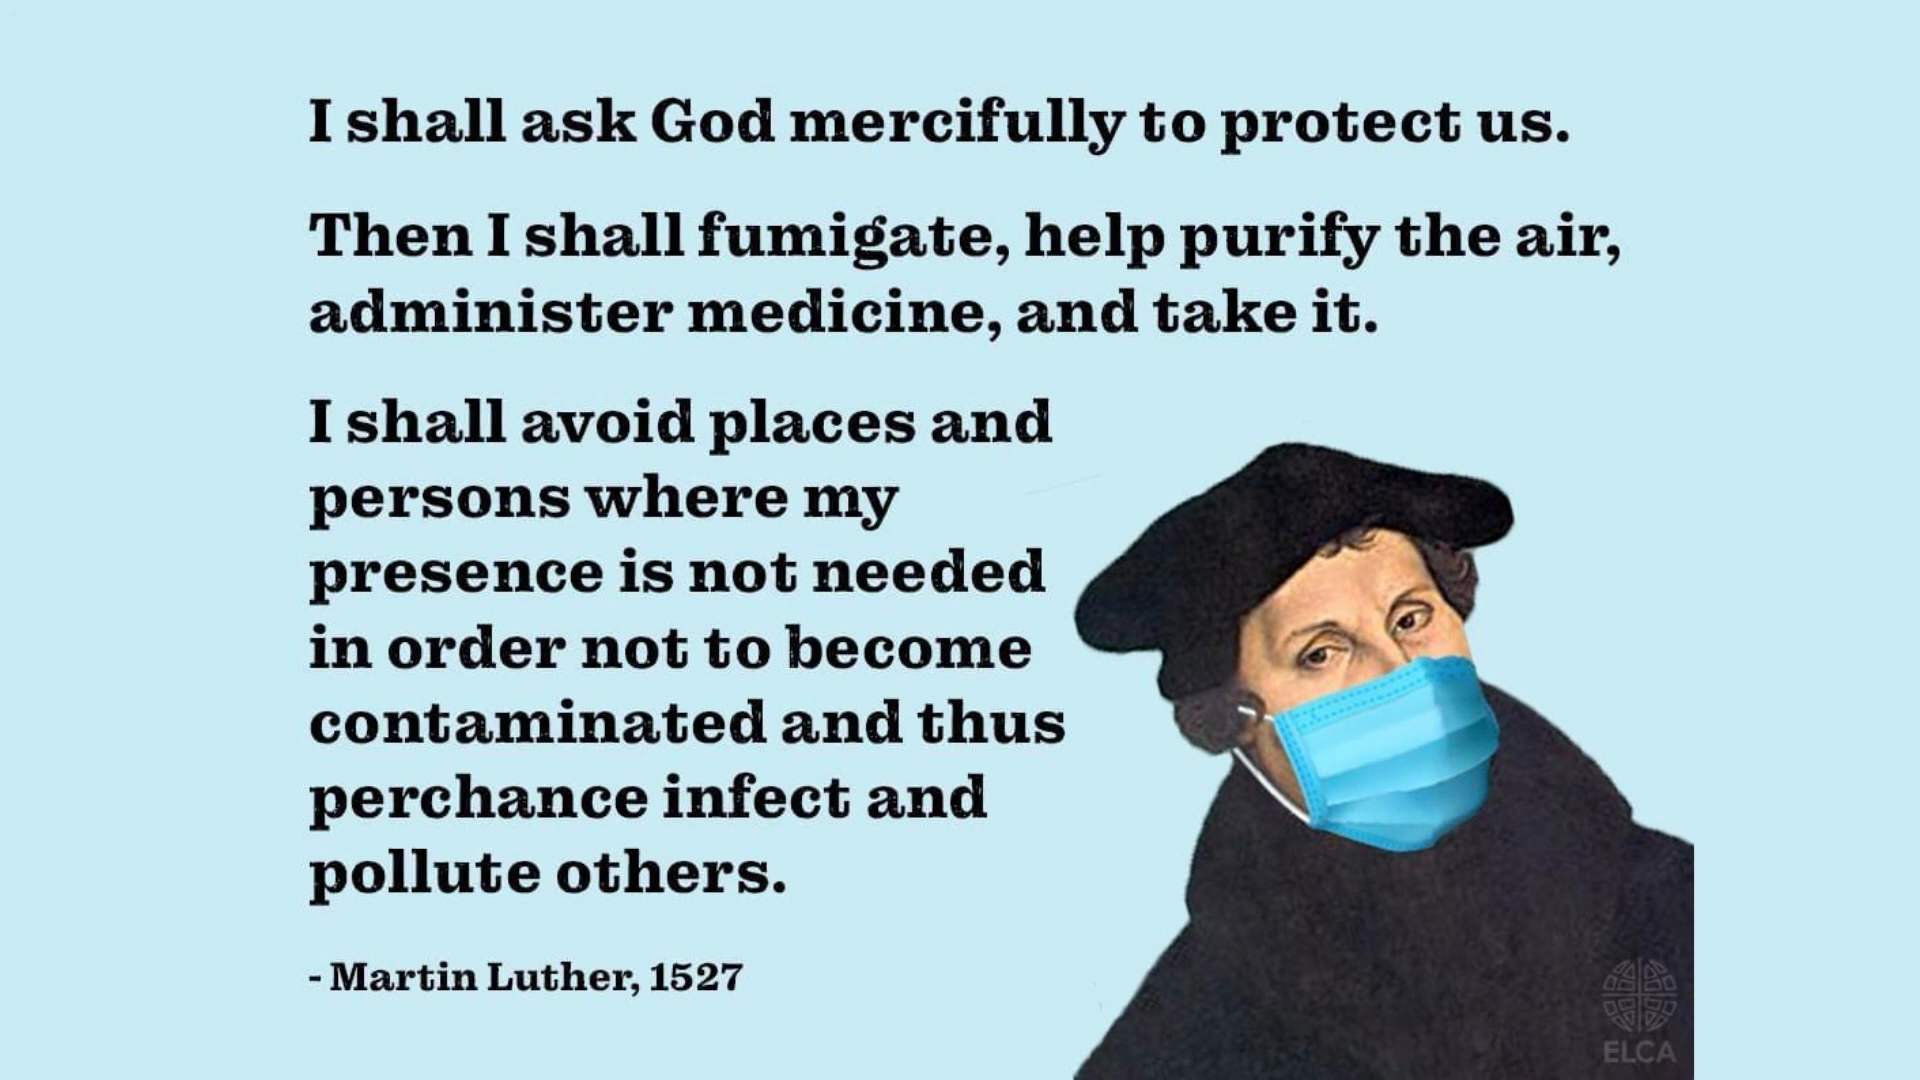 I shall ask God mercifully to protect us.
Then I shall fumigate, help purify the air,
administer medicine, and take it.
I shall avoid places and
persons where my
presence is not needed
in order not to become
contaminated and thus
perchance infect and
pollute others.
- Martin Luther, 1527
ELCA